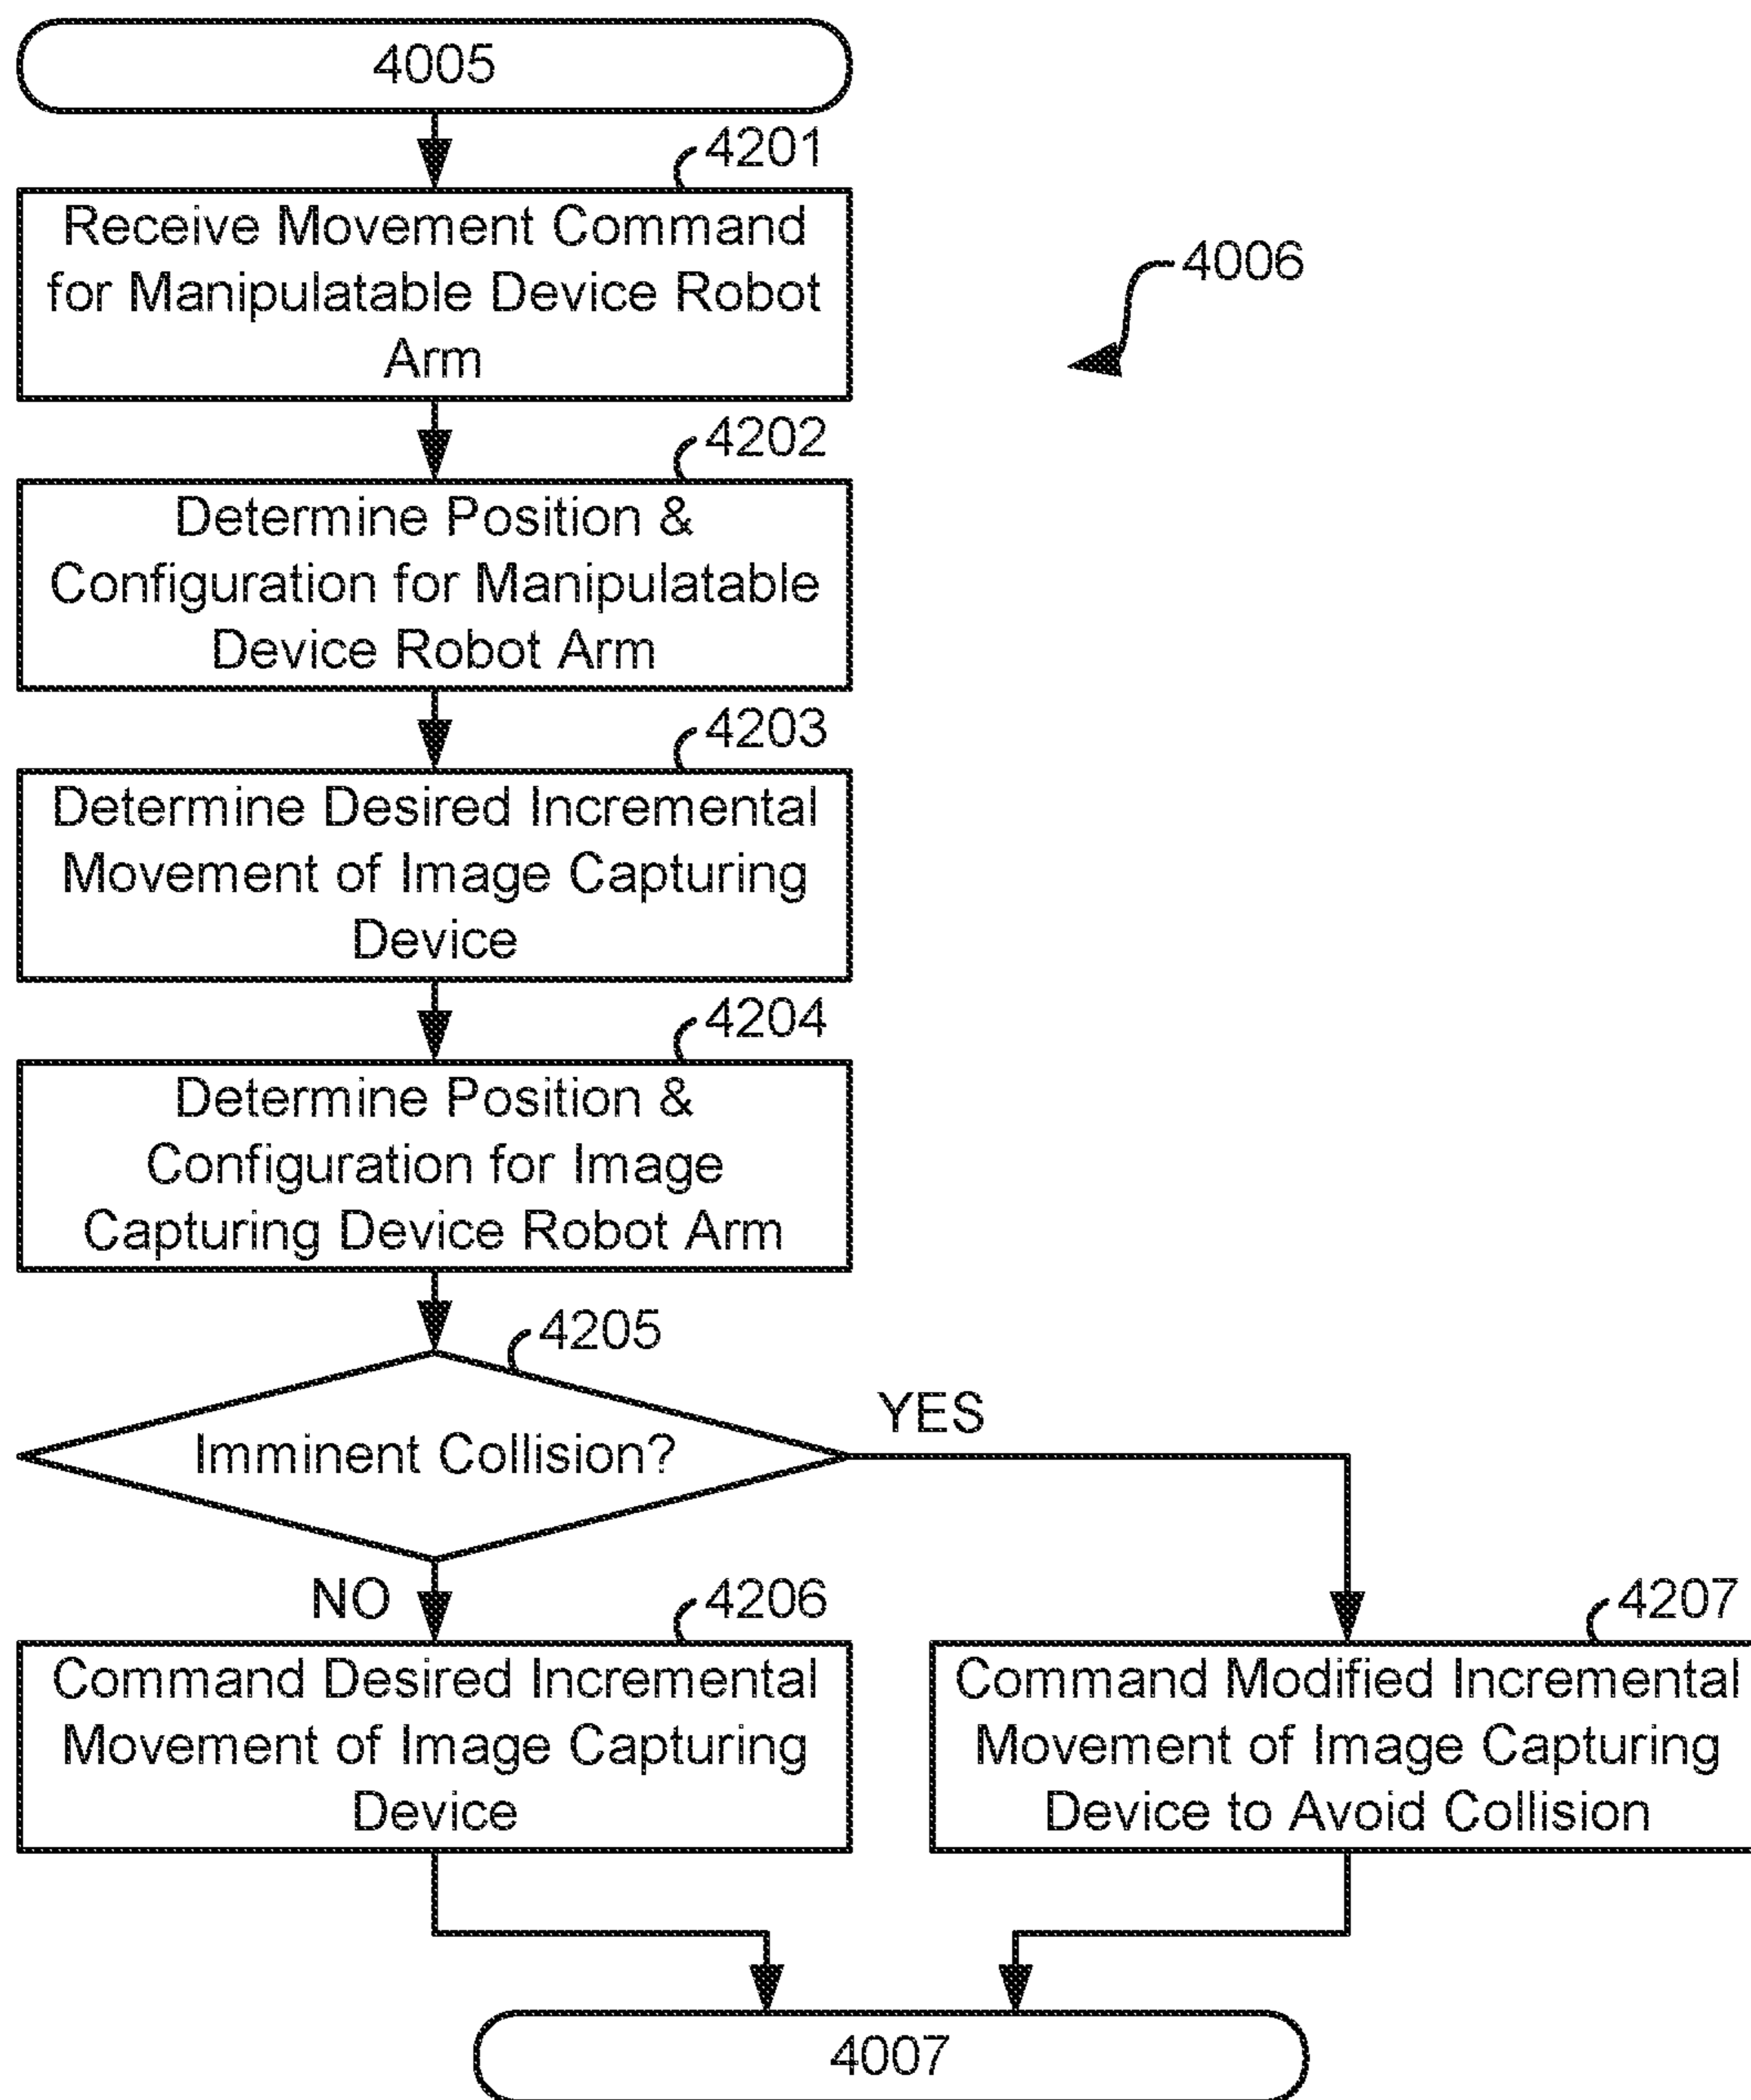 4005
4201
Receive Movement Command
for Manipulatable Device Robot
Arm
4006
4202
Determine Position &
Configuration for Manipulatable
Device Robot Arm
4203
Determine Desired Incremental
Movement of Image Capturing
Device
4204
Determine Position &
Configuration for Image
Capturing Device Robot Arm
4205
Imminent Collision?
YES
NO
4206
Command Desired Incremental
Movement of Image Capturing
Device
4207
Command Modified Incremental
Movement of Image Capturing
Device to Avoid Collision
4007